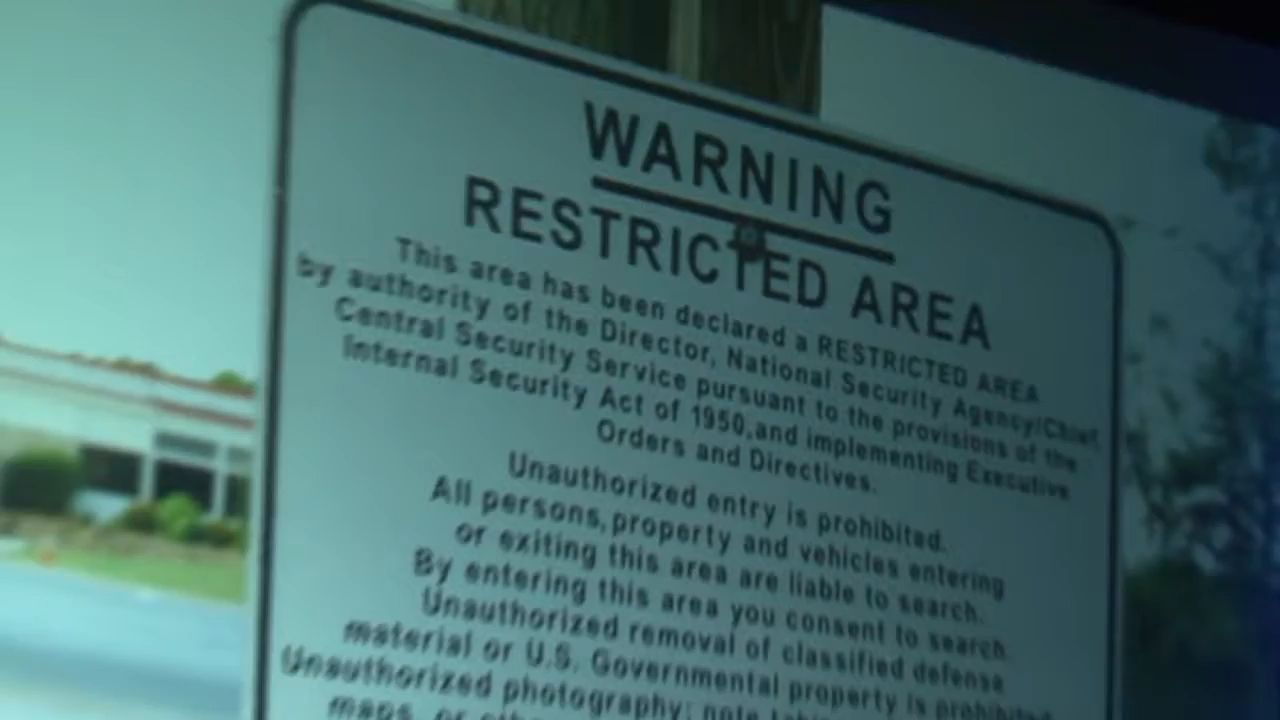 WARNING
RESTRICTED AREA
This area has been declared a RESTRICTED AREA
by authority of the Director, National Security Agency/Chief,
Central Security Service pursuant to the provisions of the
Internal Security Act of 1950,and implementing Executive
Orders and Directives.
Unauthorized entry is prohibited.
All persons,property and vehicles entering
or exiting this area are liable to search.
By entering this area you consent to search
Unauthorized removal of classified defense
material or U.S. Governmental property is prohibited
Unauthorized photography; note
maps, or